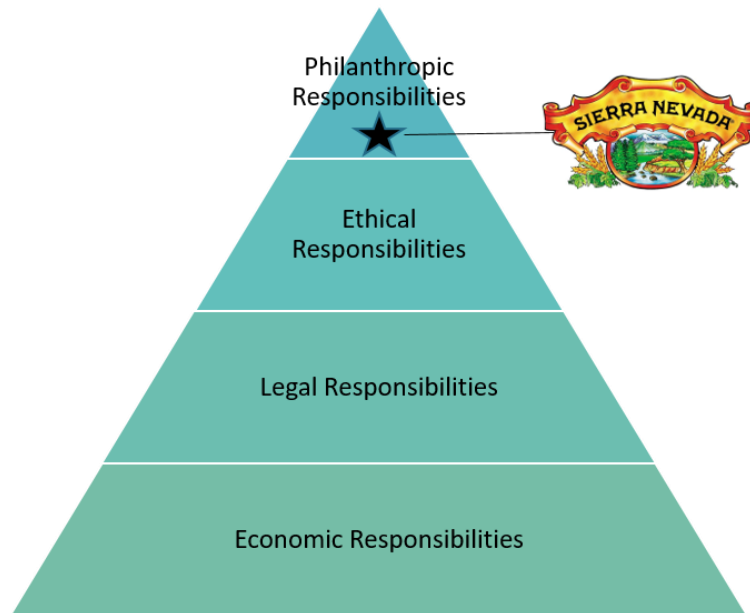 Philanthropic
Responsibilities
SIERRA NEVADA
Ethical
Responsibilities
Legal Responsibilities
Economic Responsibilities